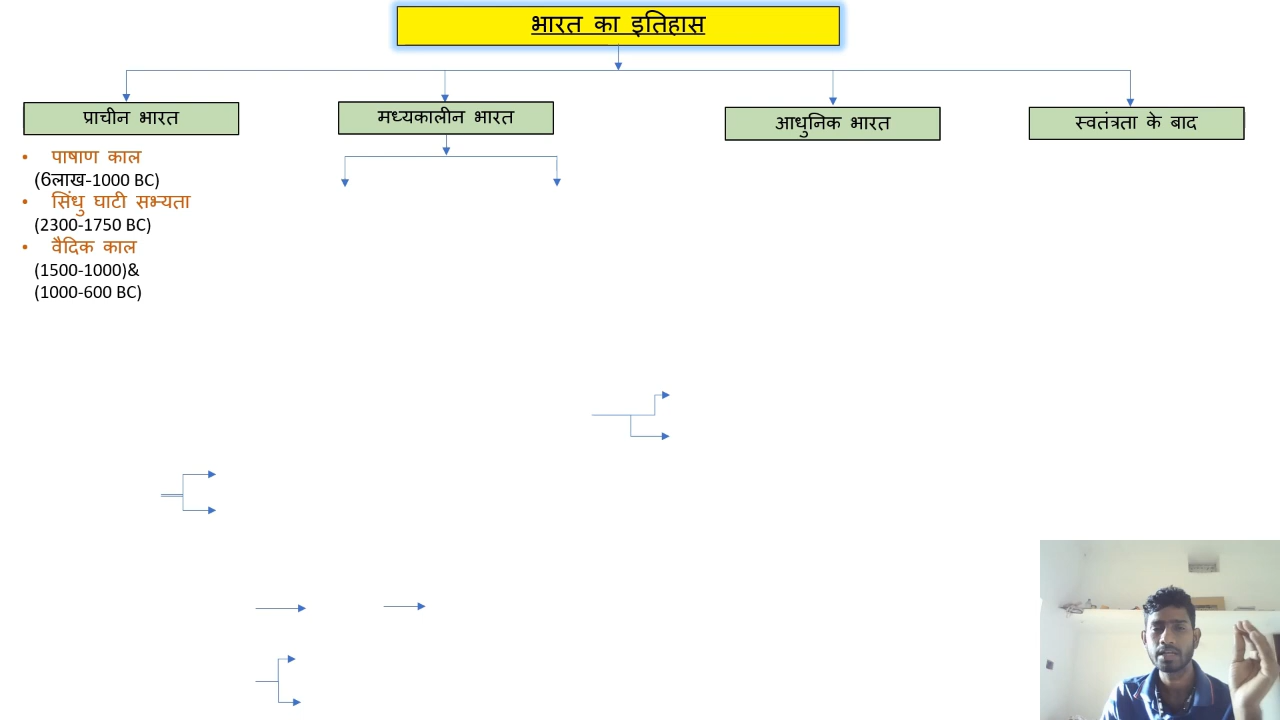 भारत का इतिहास
प्राचीन भारत
मध्यकालीन भारत
आधुनिक भारत
स्वतंत्रता के बाद
• पाषाण काल
(6लाख-1000 BC)
• सिंधु घाटी सभ्यता
(2300-1750 BC)
• वैदिक काल
(1500-1000)&
(1000-600 BC)